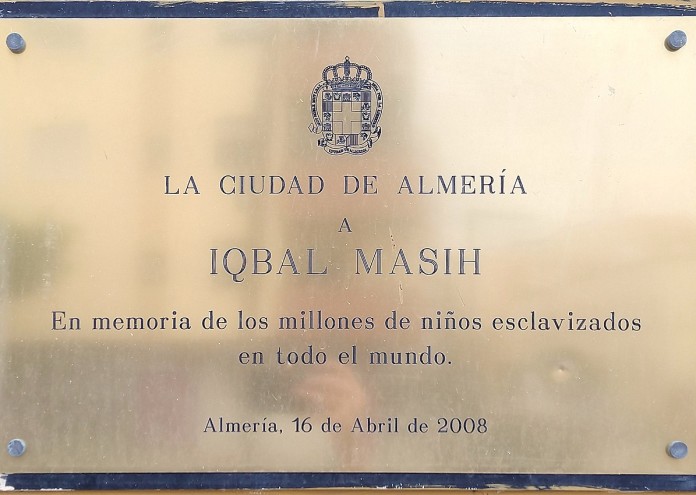 LA CIUDAD DE ALMERÍA
A
IQBAL MASIH
En memoria de los millones de niños esclavizados
en todo el mundo.
Almería, 16 de Abril de 2008